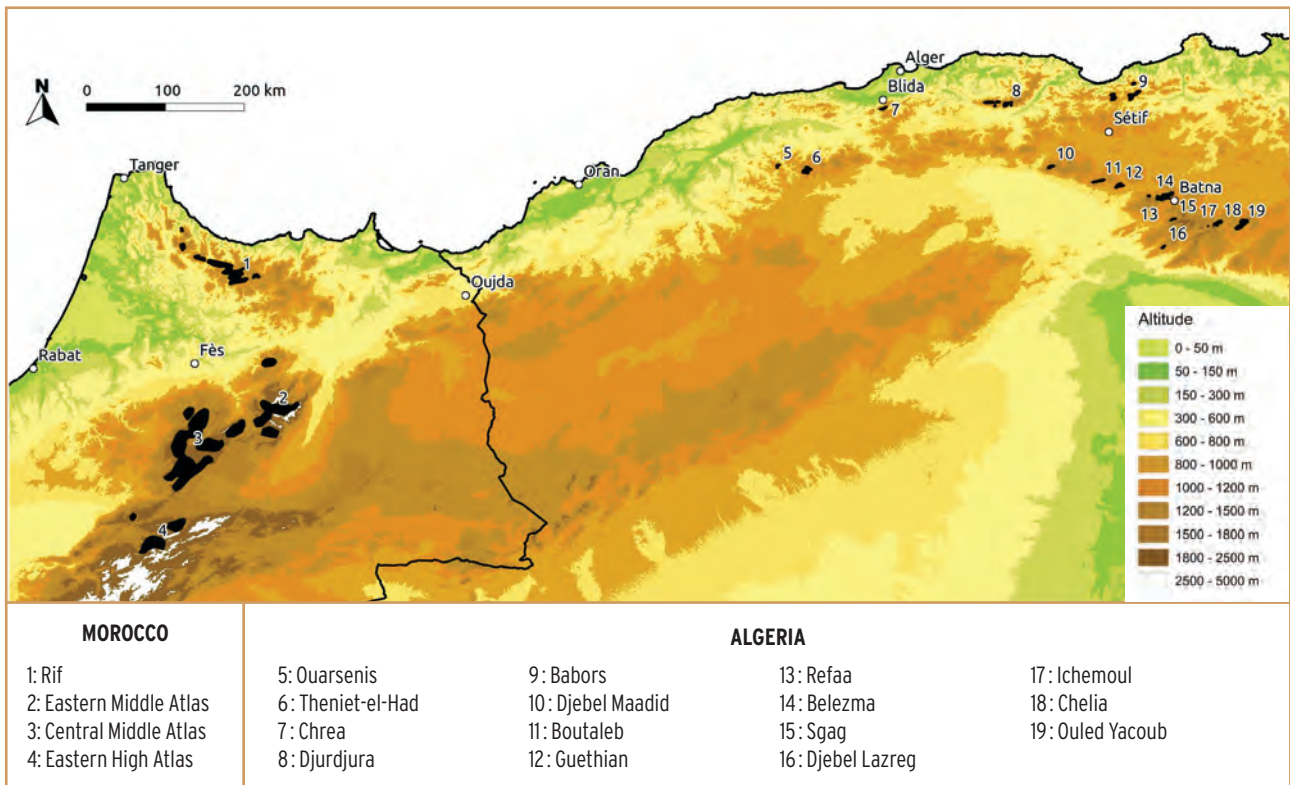 N
0 100 200 km
Alger
Blida
7
8
9
Sétif
Tanger
Oran
5
6
10
11
12
14
Batna
13
15
17
18
19
16
1
Oujda
Rabat
Fès
2
3
4
Altitude
0 - 50 m
50 - 150 m
150 - 300 m
300 - 600 m
600 - 800 m
800 - 1000 m
1000 - 1200 m
1200 - 1500 m
1500 - 1800 m
1800 - 2500 m
2500 - 5000 m
MOROCCO
1: Rif
2: Eastern Middle Atlas
3: Central Middle Atlas
4: Eastern High Atlas
ALGERIA
5: Ouarsenis
6: Theniet-el-Had
7: Chrea
8: Djurdjura
9: Babors
10: Djebel Maadid
11: Boutaleb
12: Guethian
13: Refaa
14: Belezma
15: Sgag
16: Djebel Lazreg
17: Ichemoul
18: Chelia
19: Ouled Yacoub